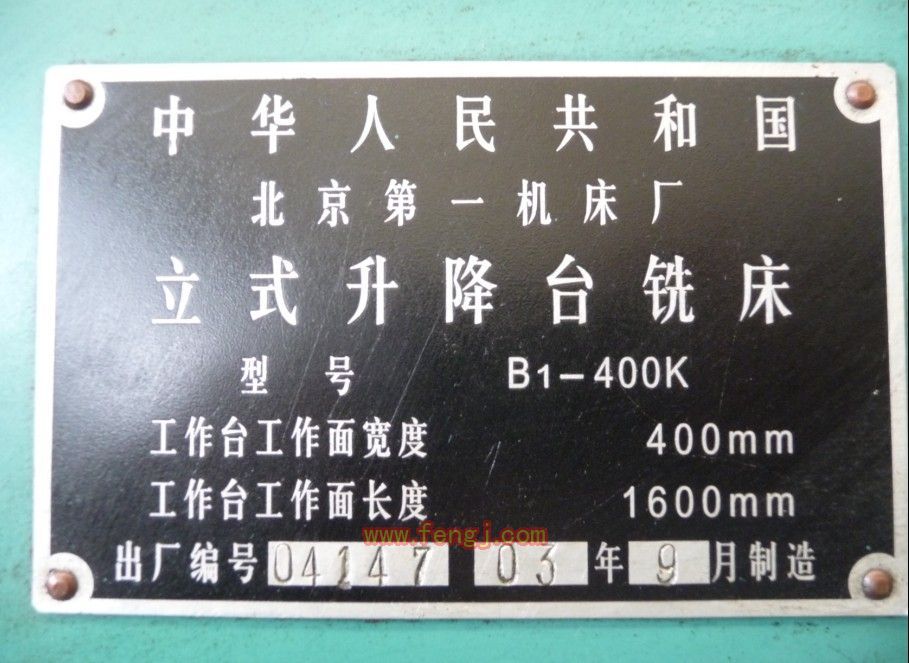 中华人民共和国
北京第一机床厂
立式升降台铣床
型号 B1-400K
工作台工作面宽度 400mm
工作台工作面长度 1600mm
www.fengj.com
出厂编号 04147 03 年 9 月制造